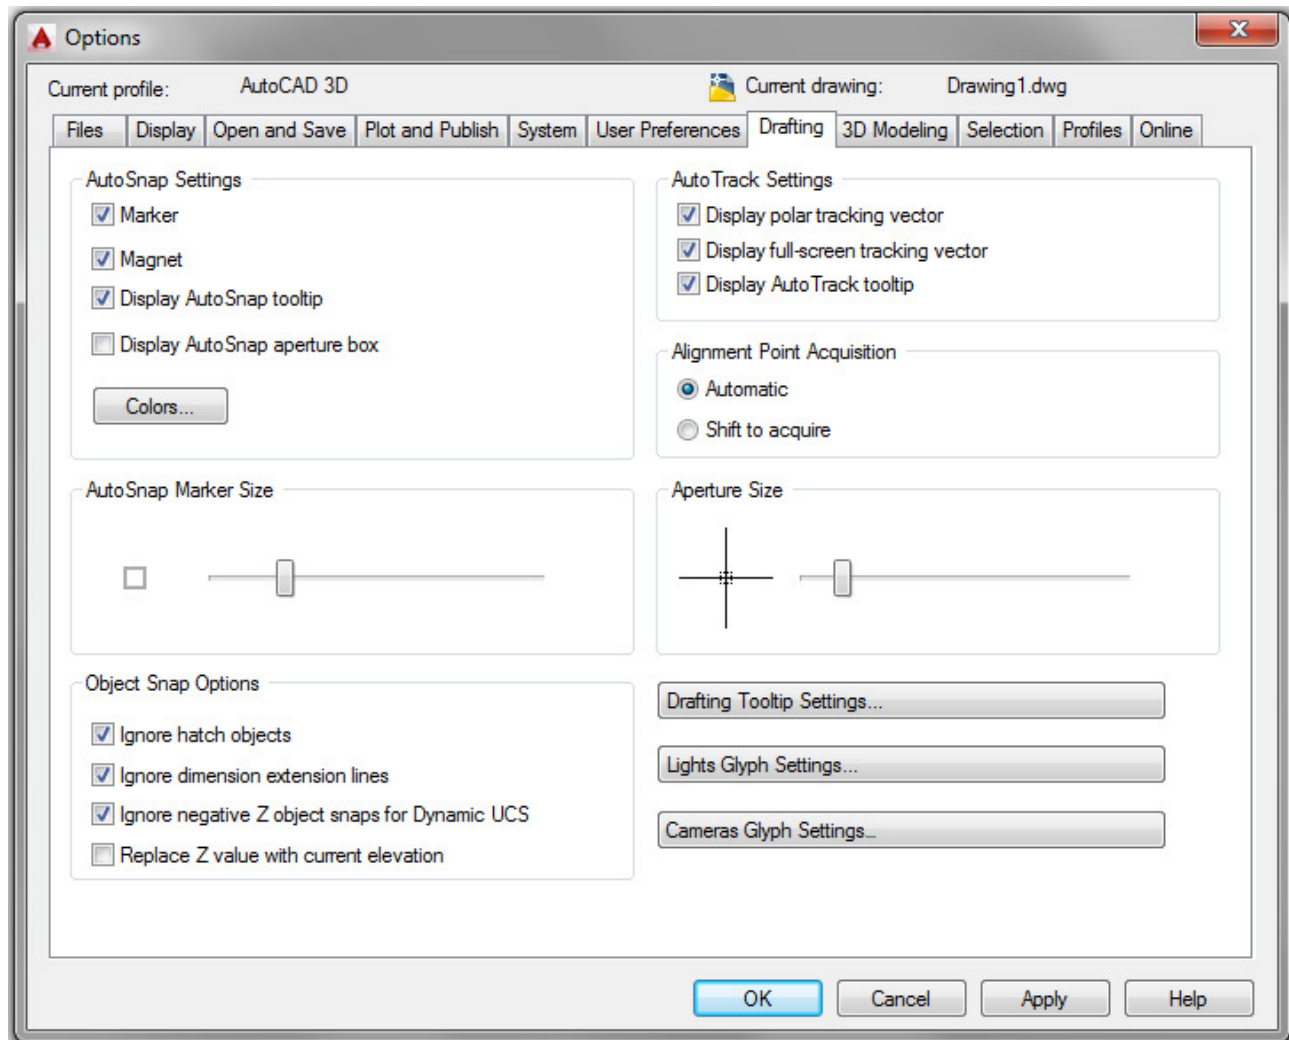 Options
Current profile: AutoCAD 3D Current drawing: Drawing1.dwg
Files Display Open and Save Plot and Publish System User Preferences Drafting 3D Modeling Selection Profiles Online
AutoSnap Settings
Marker
Magnet
Display AutoSnap tooltip
Display AutoSnap aperture box
Colors...
AutoTrack Settings
Display polar tracking vector
Display full-screen tracking vector
Display AutoTrack tooltip
Alignment Point Acquisition
Automatic
Shift to acquire
AutoSnap Marker Size
Aperture Size
Object Snap Options
Ignore hatch objects
Ignore dimension extension lines
Ignore negative Z object snaps for Dynamic UCS
Replace Z value with current elevation
Drafting Tooltip Settings...
Lights Glyph Settings...
Cameras Glyph Settings...
OK Cancel Apply Help